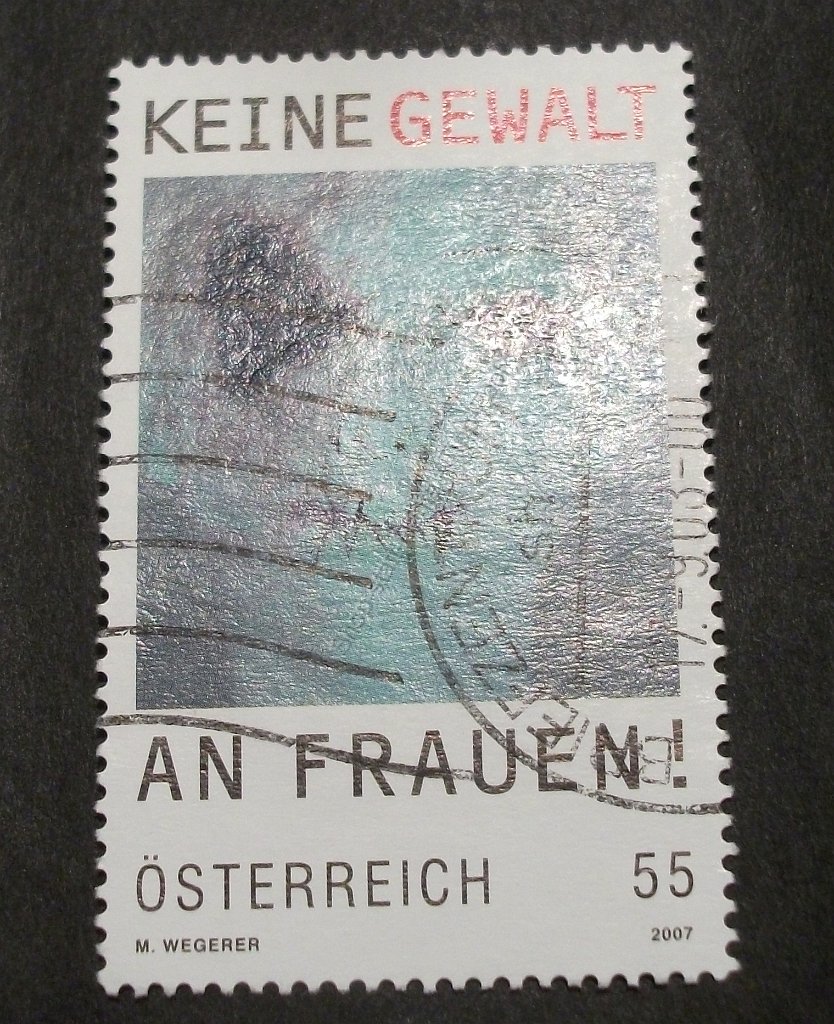 KEINE GEWALT
AN FRAUEN!
ÖSTERREICH 55
M. WEGERER 2007